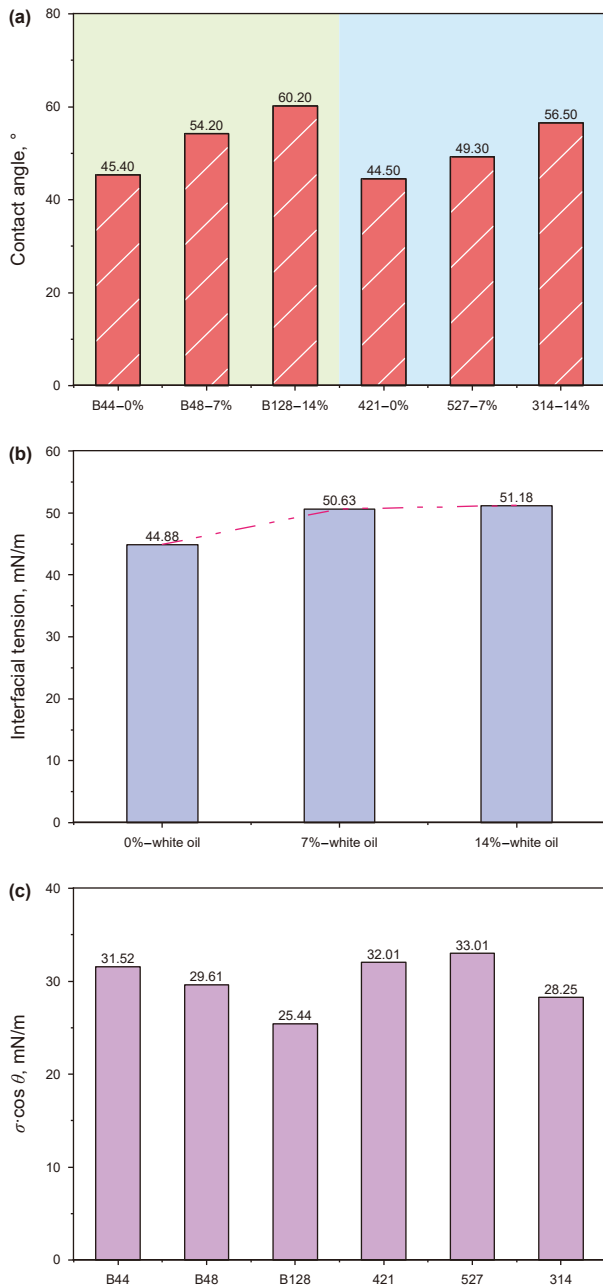 (a)
80
60
40
20
0
Contact angle, °
45.40
54.20
60.20
44.50
49.30
56.50
B44–0%
B48–7%
B128–14%
421–0%
527–7%
314–14%
(b)
60
50
40
30
20
10
0
Interfacial tension, mN/m
44.88
50.63
51.18
0%–white oil
7%–white oil
14%–white oil
(c)
40
30
20
10
0
σ·cos θ, mN/m
31.52
29.61
25.44
32.01
33.01
28.25
B44
B48
B128
421
527
314